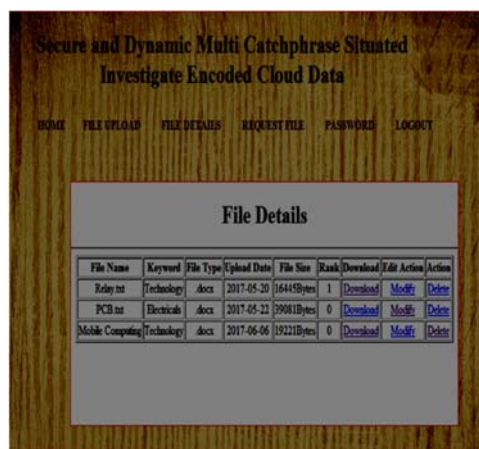 Secure and Dynamic Multi Catchphrase Situated
Investigate Encoded Cloud Data
HOME FILE UPLOAD FILE DETAILS REQUEST FILE PASSWORD LOGOUT
File Details
File Name Keyword File Type Upload Date File Size Rank Download Edit Action Action
Relay.txt Technology .docx 2017-05-20 16445Bytes 1 Download Modify Delete
PCB.txt Electricals .docx 2017-05-22 39081Bytes 0 Download Modify Delete
Mobile Computing Technology .docx 2017-06-06 19221Bytes 0 Download Modify Delete